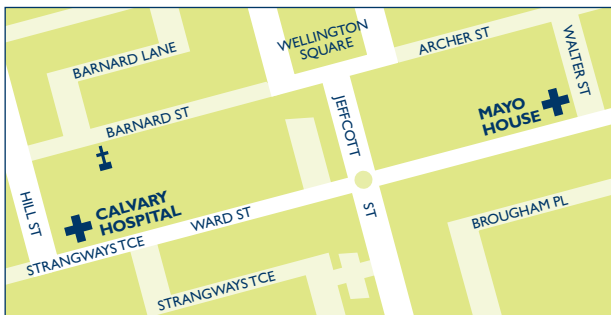 WELLINGTON
SQUARE
ARCHER ST
WALTER ST
BARNARD LANE
BARNARD ST
JEFFCOTT
ST
MAYO
HOUSE
HILL ST
CALVARY
HOSPITAL
WARD ST
STRANGWAYS TCE
BROUGHAM PL
STRANGWAYS TCE